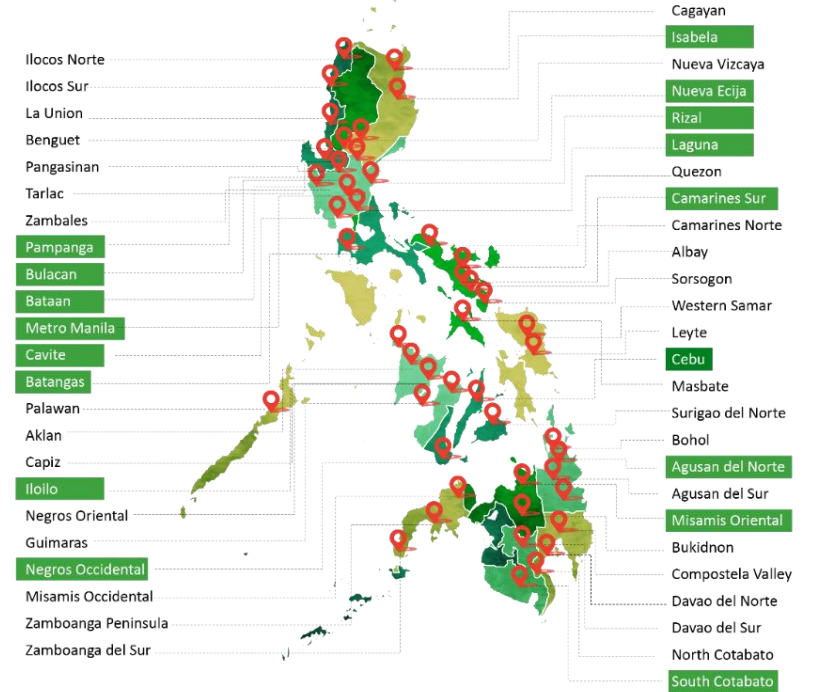 Ilocos Norte
Ilocos Sur
La Union
Benguet
Pangasinan
Tarlac
Zambales
Pampanga
Bulacan
Bataan
Metro Manila
Cavite
Batangas
Palawan
Aklan
Capiz
Iloilo
Negros Oriental
Guimaras
Negros Occidental
Misamis Occidental
Zamboanga Peninsula
Zamboanga del Sur
Cagayan
Isabela
Nueva Vizcaya
Nueva Ecija
Rizal
Laguna
Quezon
Camarines Sur
Camarines Norte
Albay
Sorsogon
Western Samar
Leyte
Cebu
Masbate
Surigao del Norte
Bohol
Agusan del Norte
Agusan del Sur
Misamis Oriental
Bukidnon
Compostela Valley
Davao del Norte
Davao del Sur
North Cotabato
South Cotabato